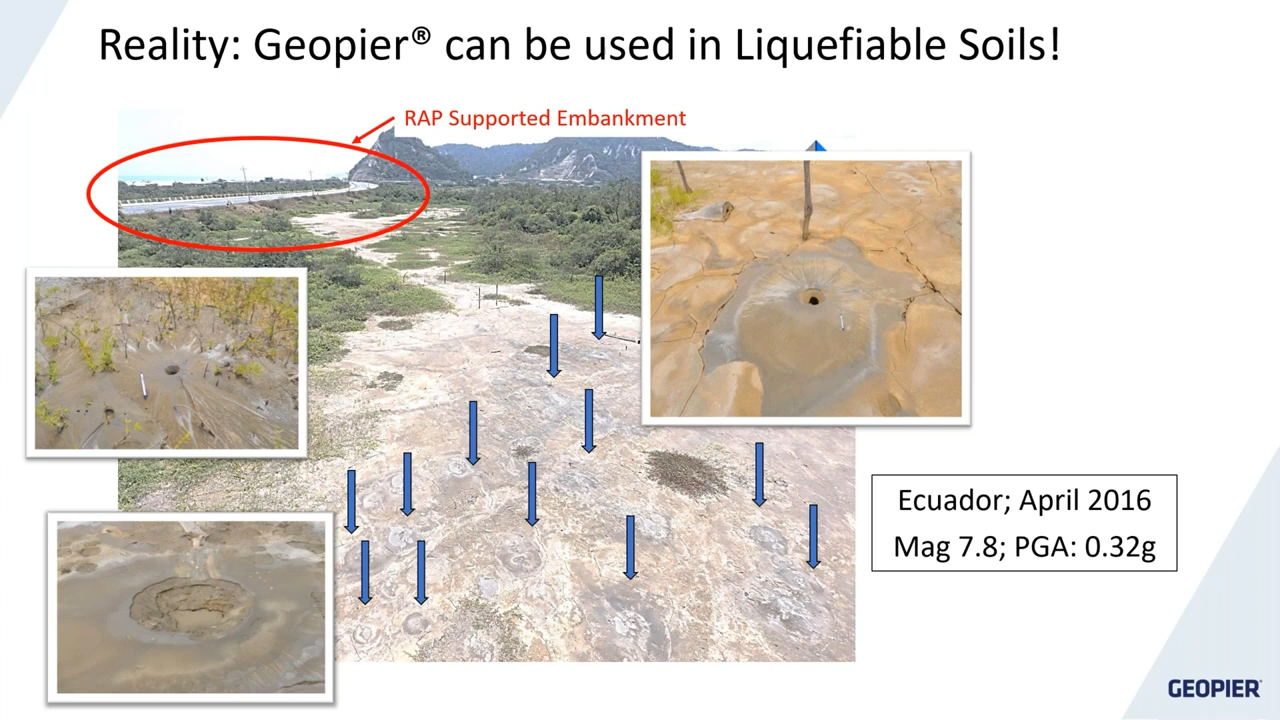 Reality: Geopier® can be used in Liquefiable Soils!
RAP Supported Embankment
Ecuador; April 2016
Mag 7.8; PGA: 0.32g
GEOPIER®